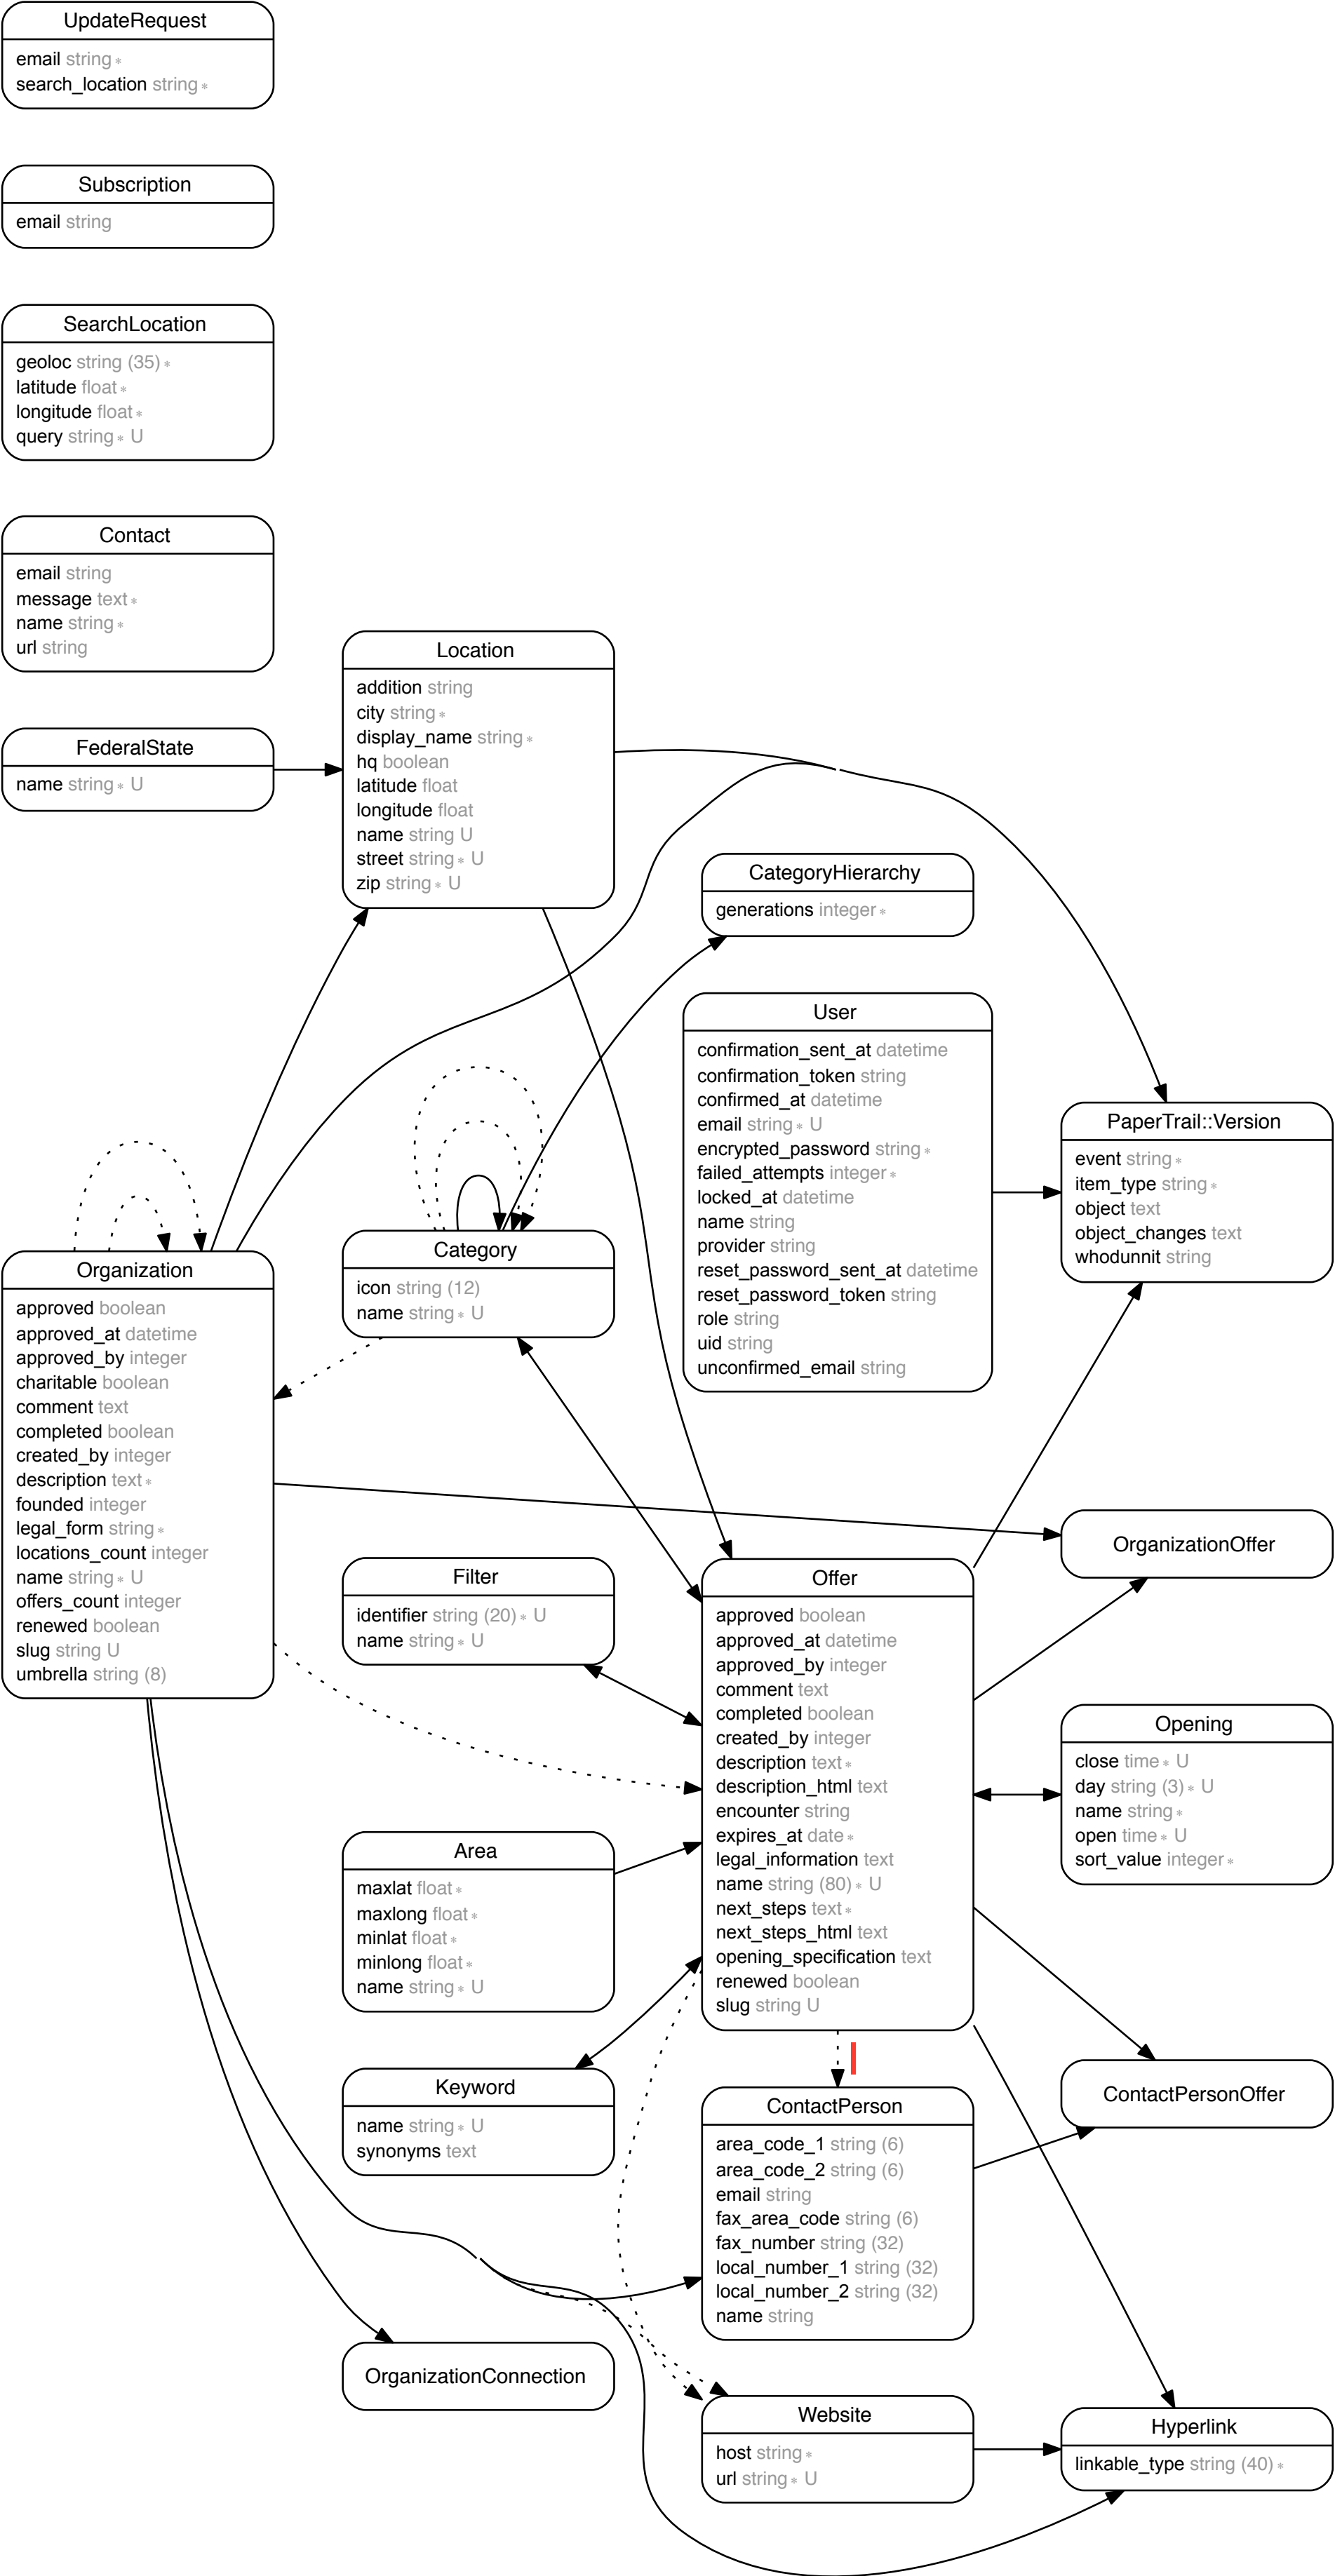 UpdateRequest
email string *
search_location string *
Subscription
email string
SearchLocation
geoloc string (35) *
latitude float *
longitude float *
query string * U
Contact
email string
message text *
name string *
url string
FederalState
name string * U
Location
addition string
city string *
display_name string *
hq boolean
latitude float
longitude float
name string U
street string * U
zip string * U
CategoryHierarchy
generations integer *
User
confirmation_sent_at datetime
confirmation_token string
confirmed_at datetime
email string * U
encrypted_password string *
failed_attempts integer *
locked_at datetime
name string
provider string
reset_password_sent_at datetime
reset_password_token string
role string
uid string
unconfirmed_email string
PaperTrail::Version
event string *
item_type string *
object text
object_changes text
whodunnit string
Category
icon string (12)
name string * U
Organization
approved boolean
approved_at datetime
approved_by integer
charitable boolean
comment text
completed boolean
created_by integer
description text *
founded integer
legal_form string *
locations_count integer
name string * U
offers_count integer
renewed boolean
slug string U
umbrella string (8)
OrganizationOffer
Filter
identifier string (20) * U
name string * U
Offer
approved boolean
approved_at datetime
approved_by integer
comment text
completed boolean
created_by integer
description text *
description_html text
encounter string
expires_at date *
legal_information text
name string (80) * U
next_steps text *
next_steps_html text
opening_specification text
renewed boolean
slug string U
Opening
close time * U
day string (3) * U
name string *
open time * U
sort_value integer *
Area
maxlat float *
maxlong float *
minlat float *
minlong float *
name string * U
Keyword
name string * U
synonyms text
ContactPerson
area_code_1 string (6)
area_code_2 string (6)
email string
fax_area_code string (6)
fax_number string (32)
local_number_1 string (32)
local_number_2 string (32)
name string
ContactPersonOffer
OrganizationConnection
Website
host string *
url string * U
Hyperlink
linkable_type string (40) *